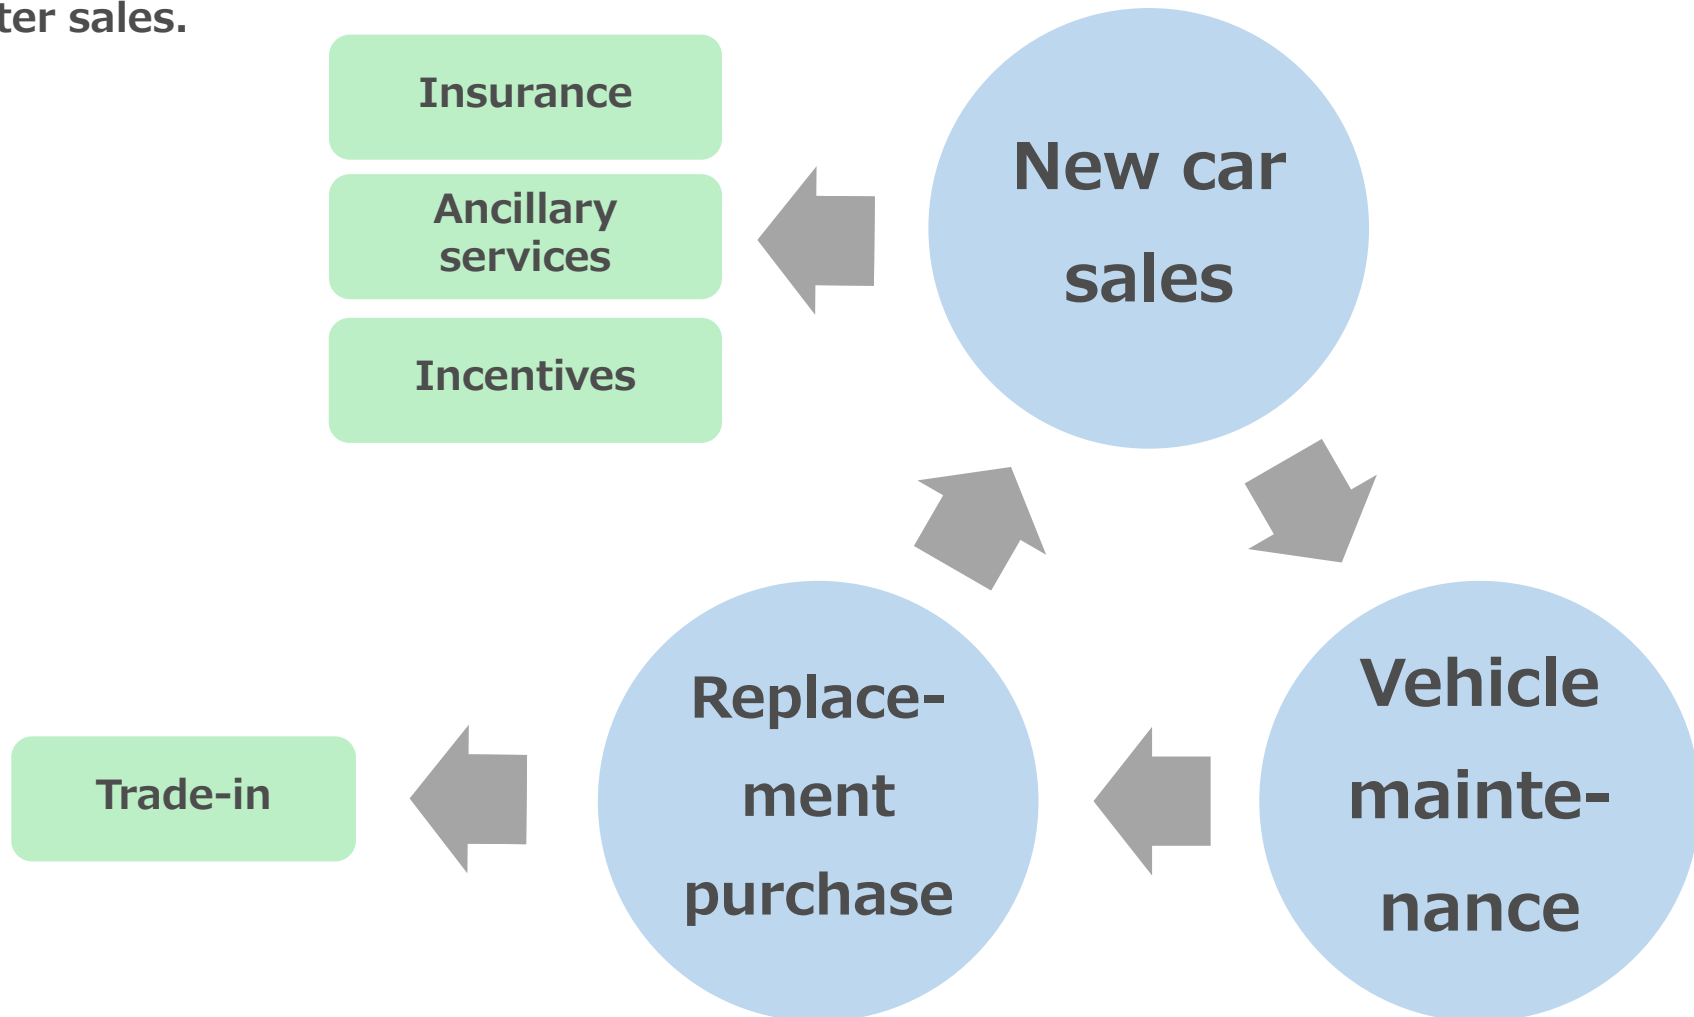 ter sales.
Insurance
Ancillary
services
Incentives
New car
sales
Replace-
ment
purchase
Vehicle
mainte-
nance
Trade-in